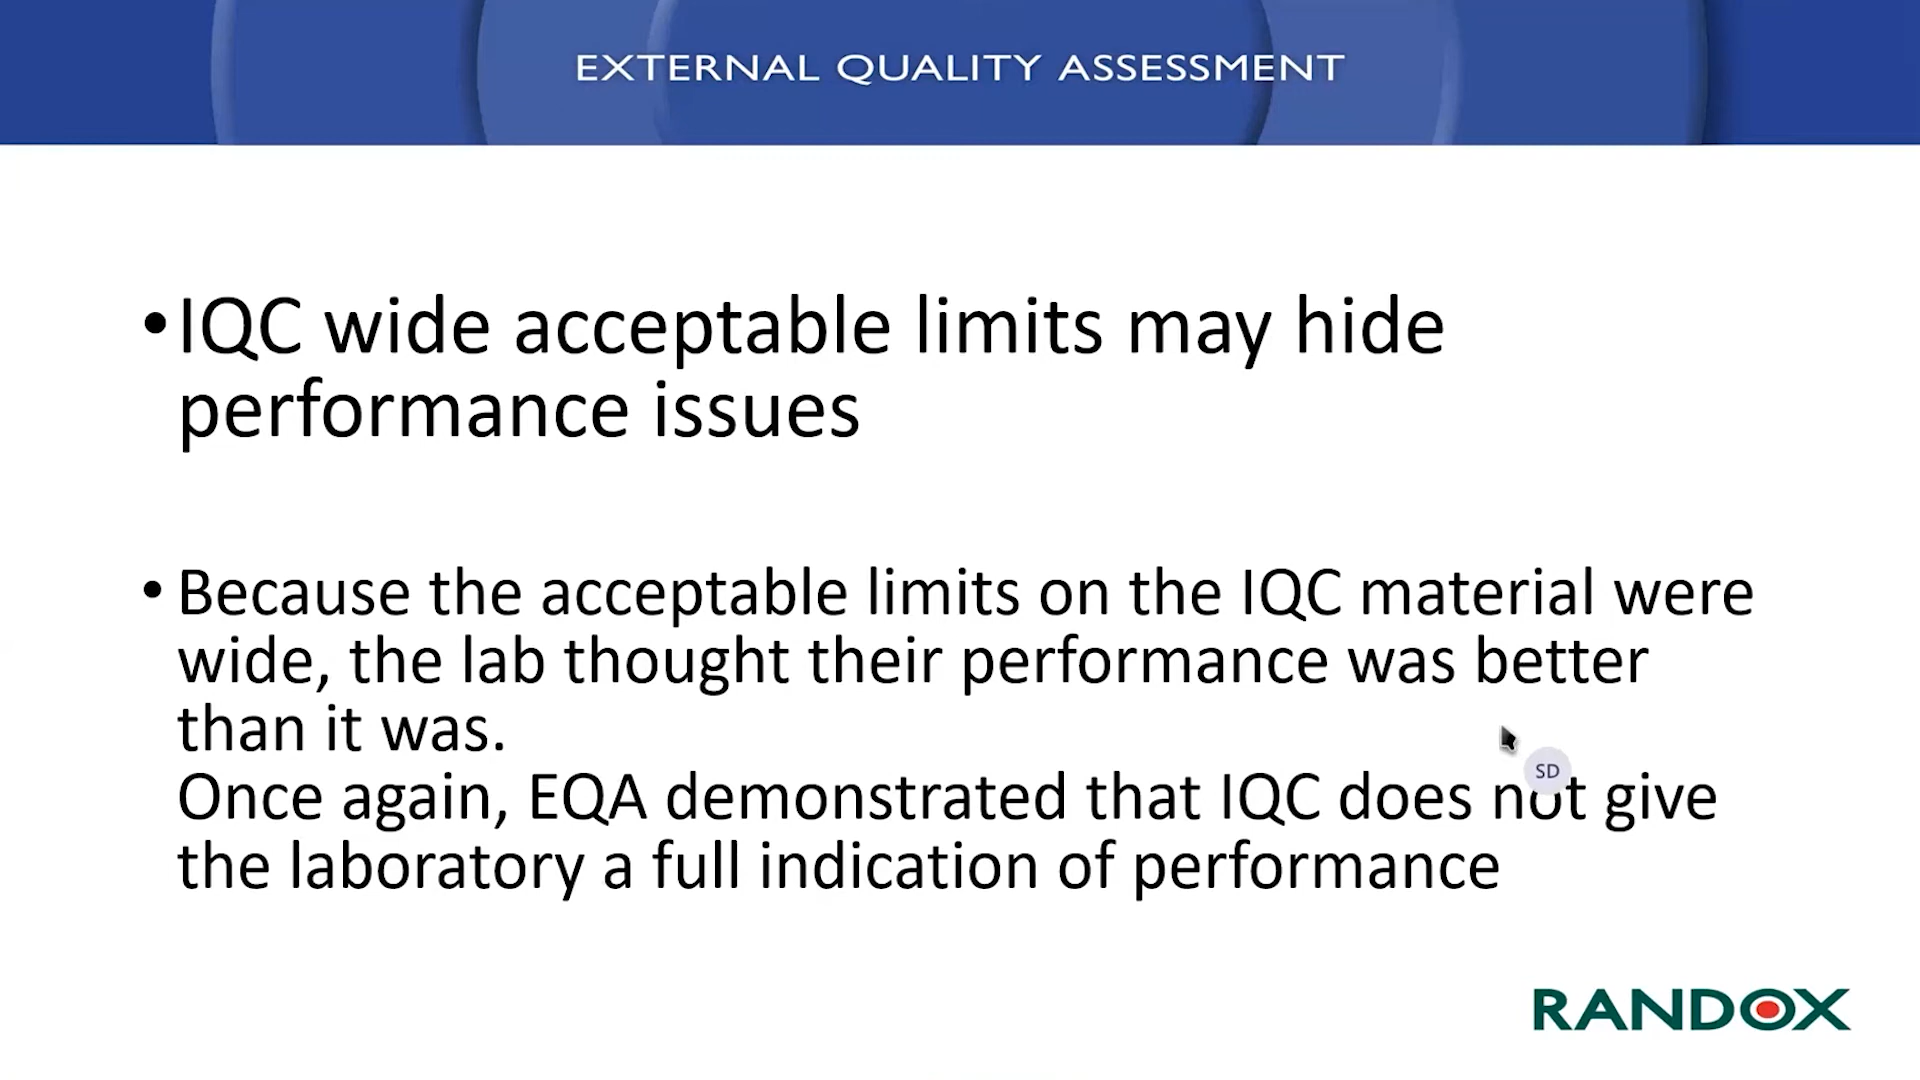 EXTERNAL QUALITY ASSESSMENT
•IQC wide acceptable limits may hide
performance issues
• Because the acceptable limits on the IQC material were
wide, the lab thought their performance was better
than it was.
SD
Once again, EQA demonstrated that IQC does not give
the laboratory a full indication of performance
RANDOX